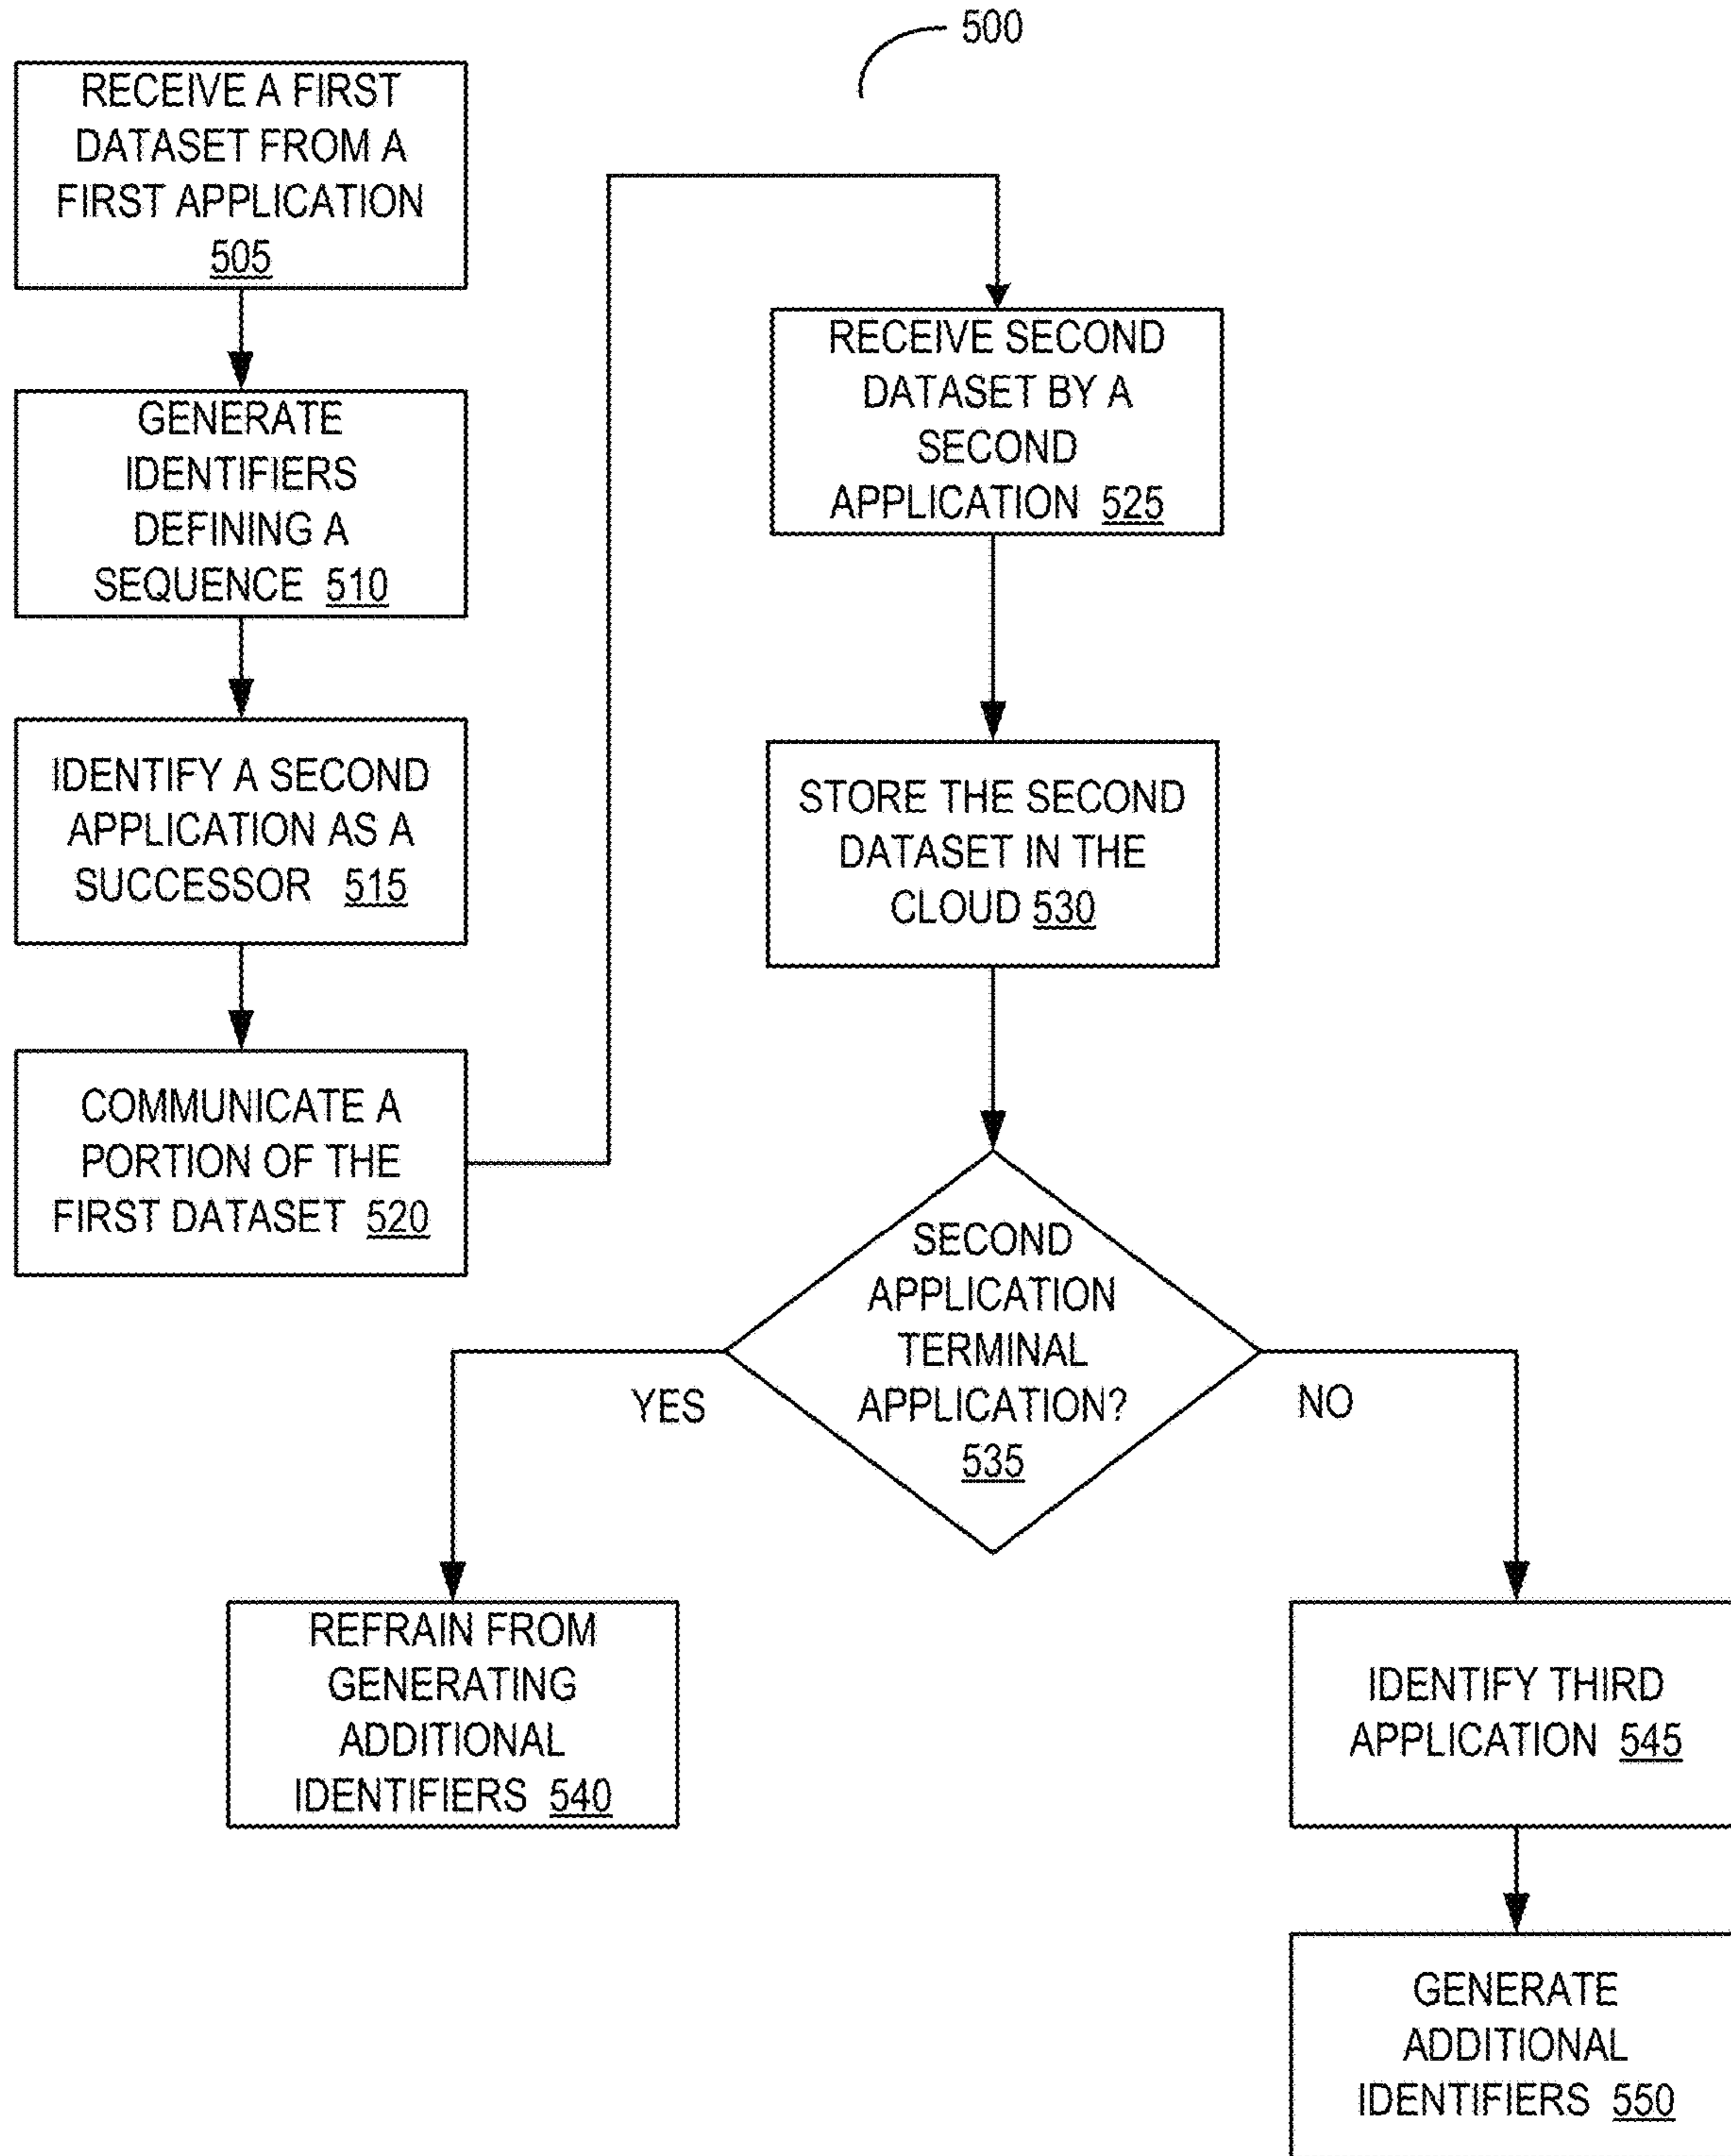 500
RECEIVE A FIRST
DATASET FROM A
FIRST APPLICATION
505
GENERATE
IDENTIFIERS
DEFINING A
SEQUENCE 510
IDENTIFY A SECOND
APPLICATION AS A
SUCCESSOR 515
COMMUNICATE A
PORTION OF THE
FIRST DATASET 520
RECEIVE SECOND
DATASET BY A
SECOND
APPLICATION 525
STORE THE SECOND
DATASET IN THE
CLOUD 530
SECOND
APPLICATION
TERMINAL
APPLICATION?
535
YES
NO
REFRAIN FROM
GENERATING
ADDITIONAL
IDENTIFIERS 540
IDENTIFY THIRD
APPLICATION 545
GENERATE
ADDITIONAL
IDENTIFIERS 550